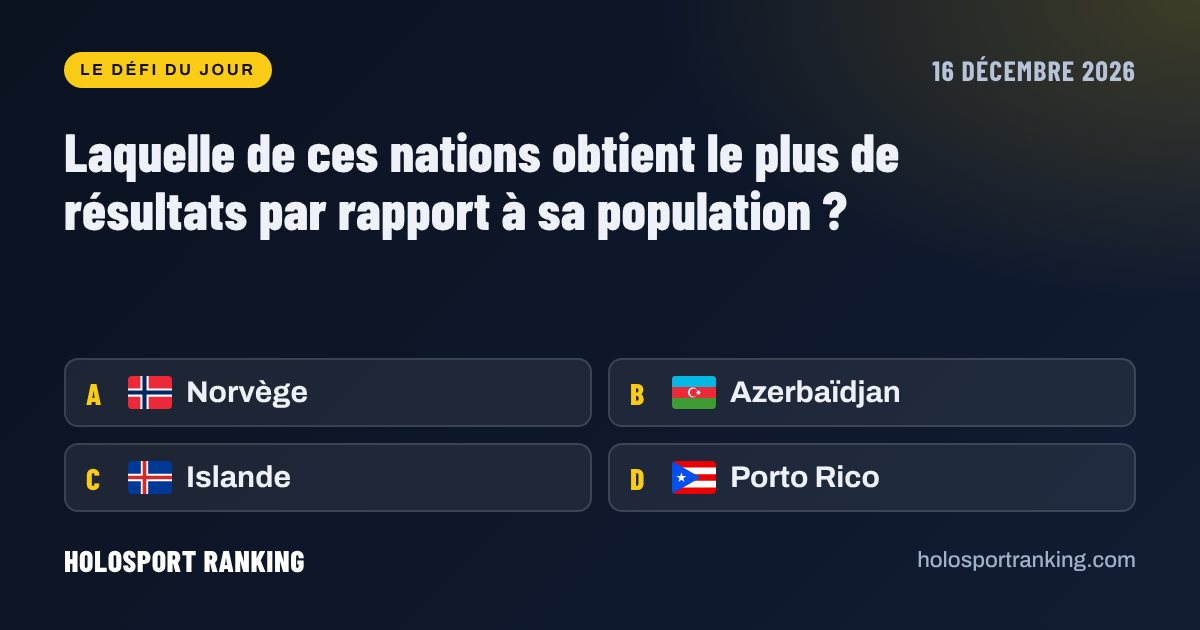 LE DÉFI DU JOUR
16 DÉCEMBRE 2026
Laquelle de ces nations obtient le plus de
résultats par rapport à sa population ?
A Norvège
B Azerbaïdjan
C Islande
D Porto Rico
HOLOSPORT RANKING
holosportranking.com